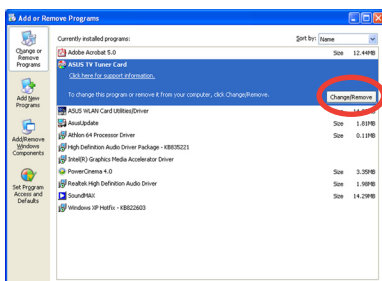 Add or Remove Programs
Change or
Remove
Programs
Add New
Programs
Add/Remove
Windows
Components
Set Program
Access and
Defaults
Currently installed programs:
Sort by: Name
Adobe Acrobat 5.0 Size 12.44MB
ASUS TV Tuner Card
Click here for support information.
To change this program or remove it from your computer, click Change/Remove.
Change/Remove
ASUS WLAN Card Utilities/Driver
AsusUpdate Size 1.81MB
Athlon 64 Processor Driver Size 0.11MB
High Definition Audio Driver Package - KB835221
Intel(R) Graphics Media Accelerator Driver
PowerCinema 4.0 Size 3.35MB
Realtek High Definition Audio Driver Size 1.98MB
SoundMAX Size 14.29MB
Windows XP Hotfix - KB822603